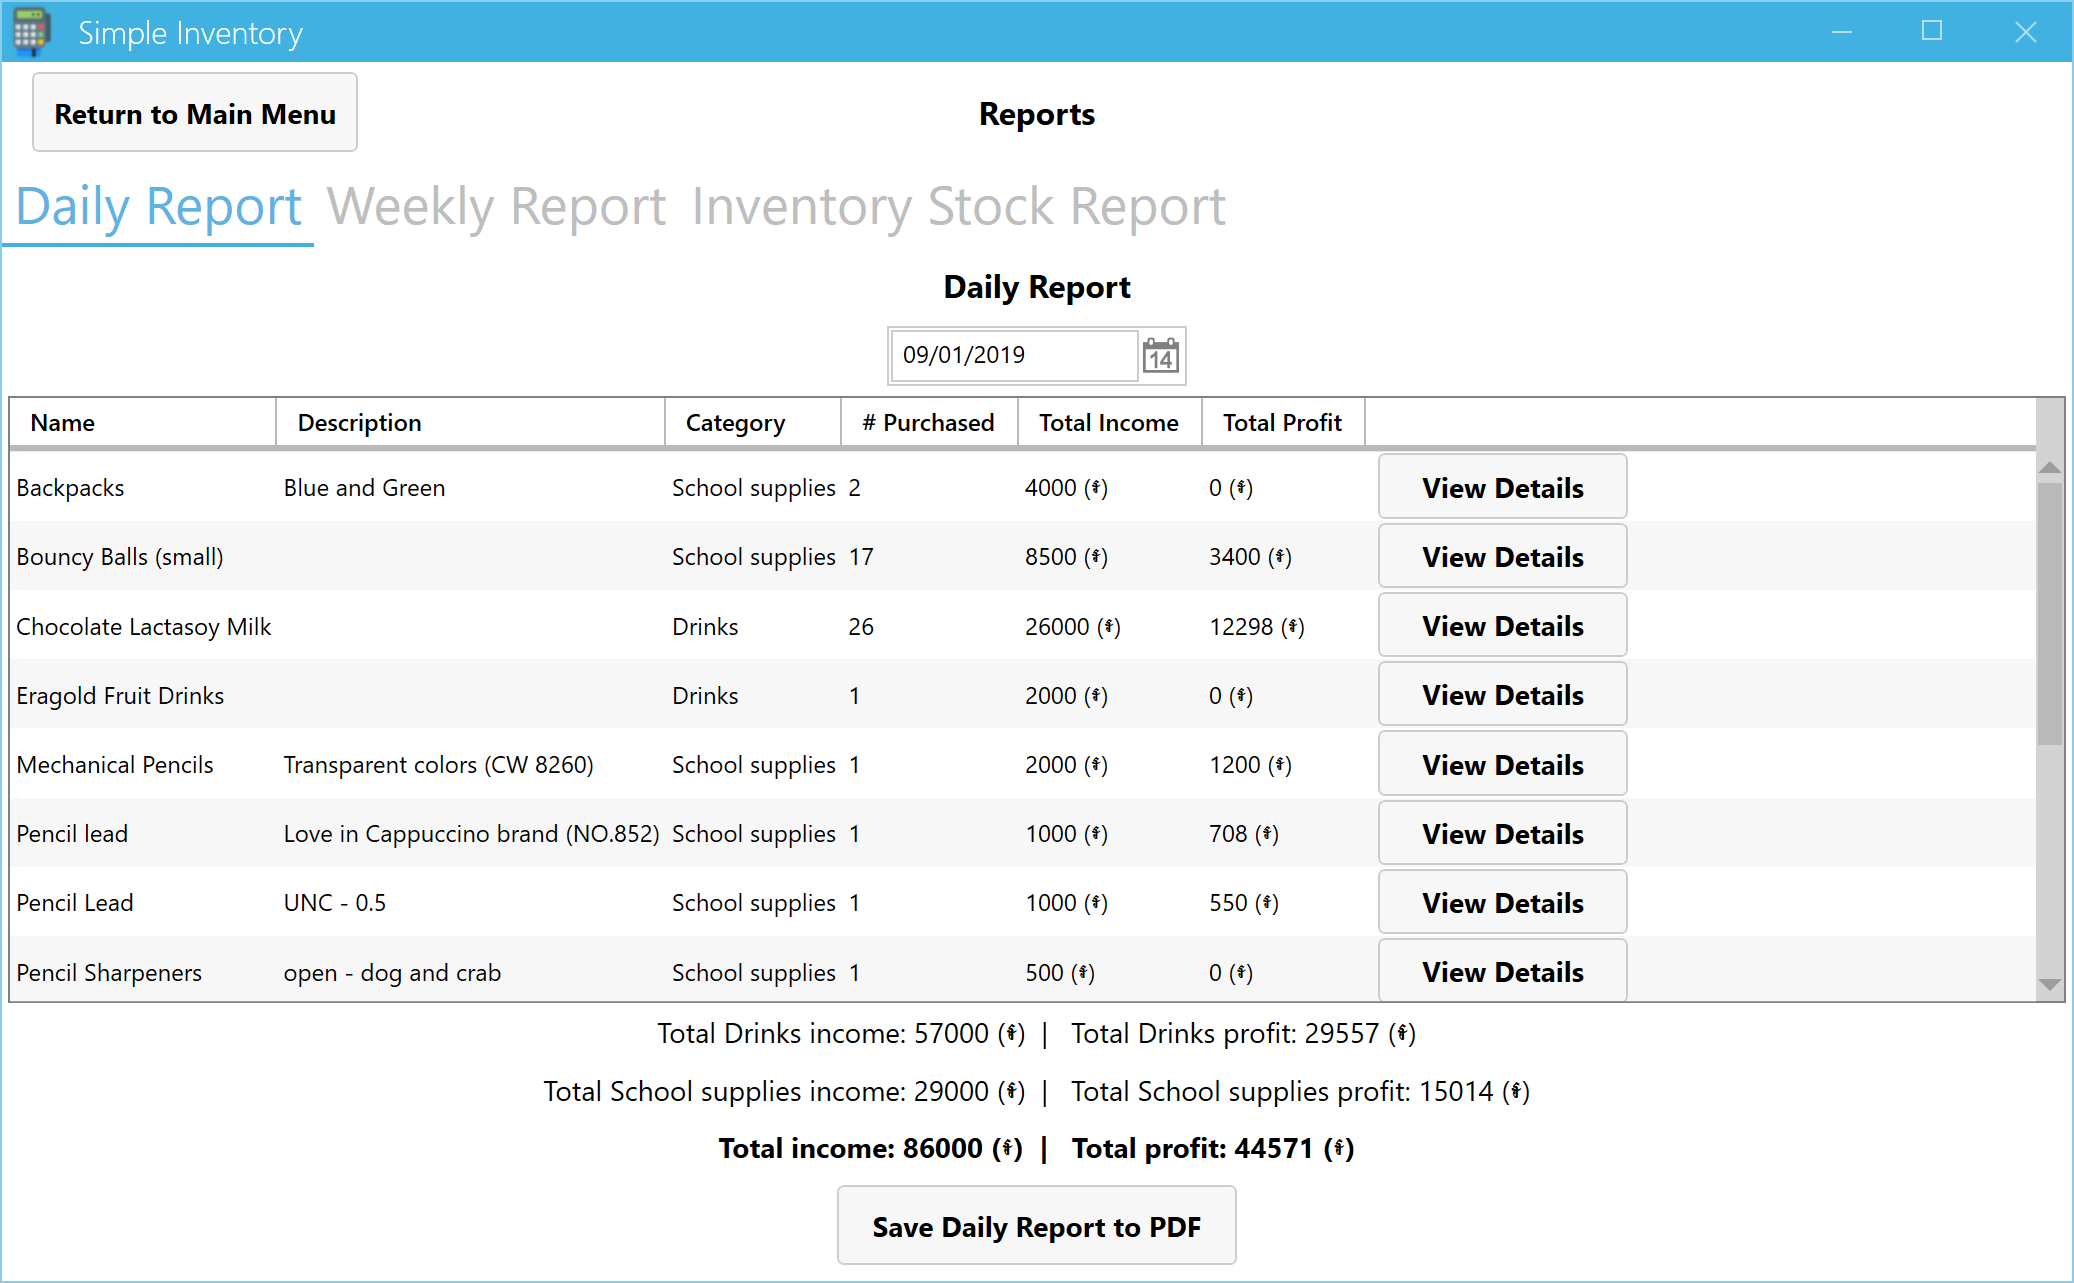 Simple Inventory
Return to Main Menu
Reports
Daily Report Weekly Report Inventory Stock Report
Daily Report
09/01/2019 14
Name Description Category # Purchased Total Income Total Profit
Backpacks Blue and Green School supplies 2 4000 (៛) 0 (៛) View Details
Bouncy Balls (small) School supplies 17 8500 (៛) 3400 (៛) View Details
Chocolate Lactasoy Milk Drinks 26 26000 (៛) 12298 (៛) View Details
Eragold Fruit Drinks Drinks 1 2000 (៛) 0 (៛) View Details
Mechanical Pencils Transparent colors (CW 8260) School supplies 1 2000 (៛) 1200 (៛) View Details
Pencil lead Love in Cappuccino brand (NO.852) School supplies 1 1000 (៛) 708 (៛) View Details
Pencil Lead UNC - 0.5 School supplies 1 1000 (៛) 550 (៛) View Details
Pencil Sharpeners open - dog and crab School supplies 1 500 (៛) 0 (៛) View Details
Total Drinks income: 57000 (៛) | Total Drinks profit: 29557 (៛)
Total School supplies income: 29000 (៛) | Total School supplies profit: 15014 (៛)
Total income: 86000 (៛) | Total profit: 44571 (៛)
Save Daily Report to PDF